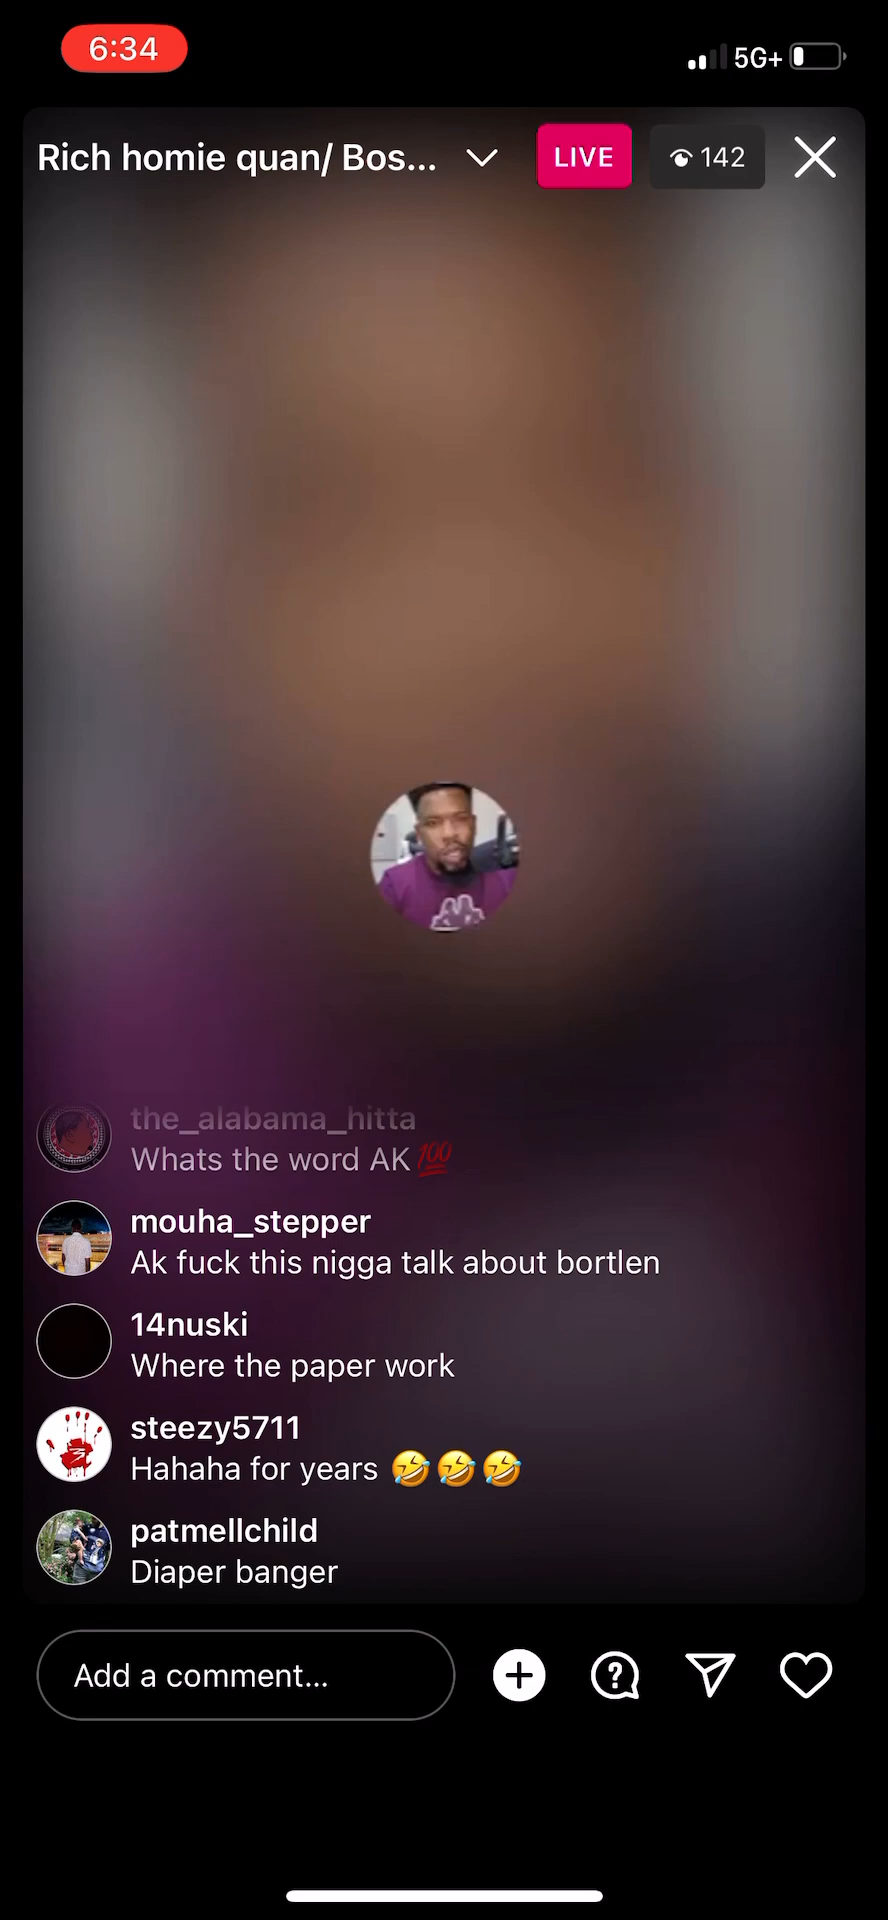 6:34
5G+
Rich homie quan/ Bos...
LIVE
142
the_alabama_hitta
Whats the word AK 💯
mouha_stepper
Ak fuck this nigga talk about bortlen
14nuski
Where the paper work
steezy5711
Hahaha for years 🤣🤣🤣
patmellchild
Diaper banger
Add a comment...